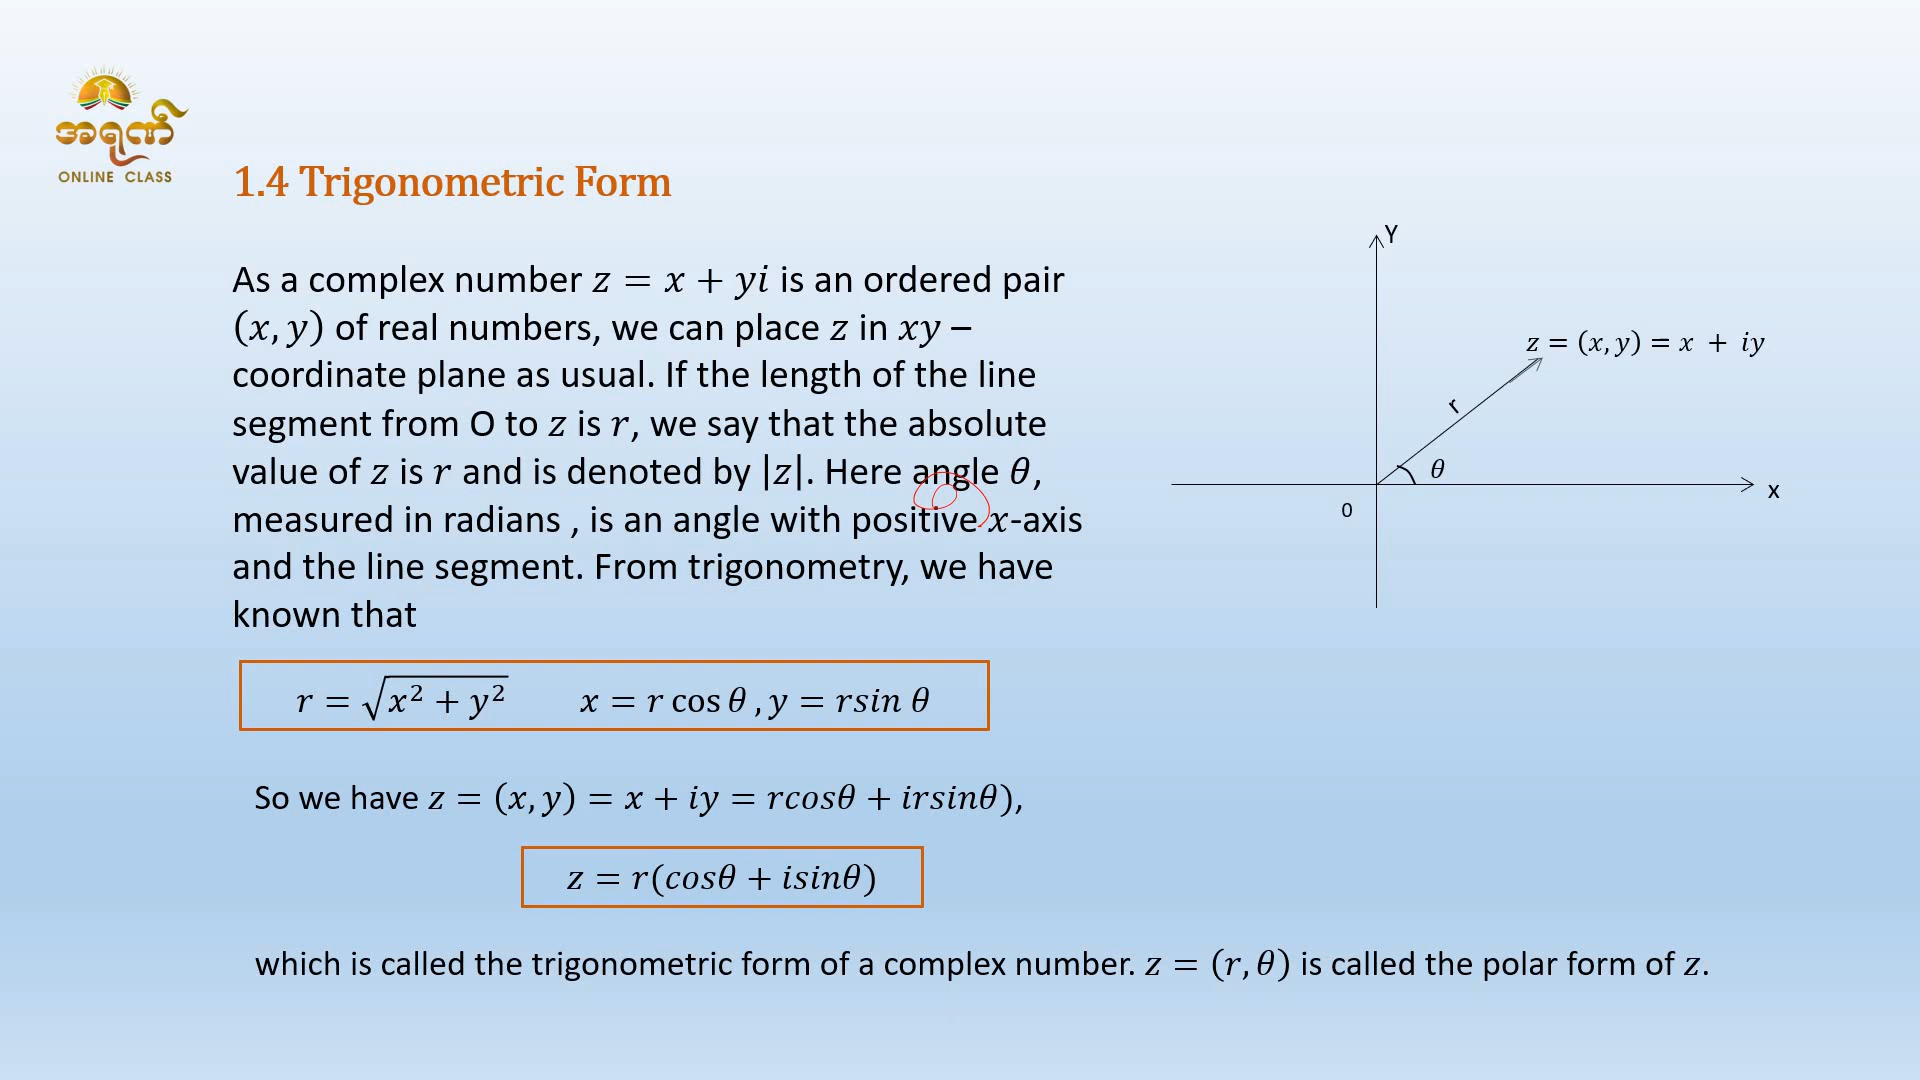 အရုဏ်
ONLINE CLASS
1.4 Trigonometric Form
As a complex number z = x + yi is an ordered pair
(x, y) of real numbers, we can place z in xy –
coordinate plane as usual. If the length of the line
segment from O to z is r, we say that the absolute
value of z is r and is denoted by |z|. Here angle θ,
measured in radians , is an angle with positive x-axis
and the line segment. From trigonometry, we have
known that
Y
z = (x, y) = x + iy
r
θ
x
0
r = √(x² + y²) x = r cos θ , y = rsin θ
So we have z = (x, y) = x + iy = rcosθ + irsinθ),
z = r(cosθ + isinθ)
which is called the trigonometric form of a complex number. z = (r, θ) is called the polar form of z.